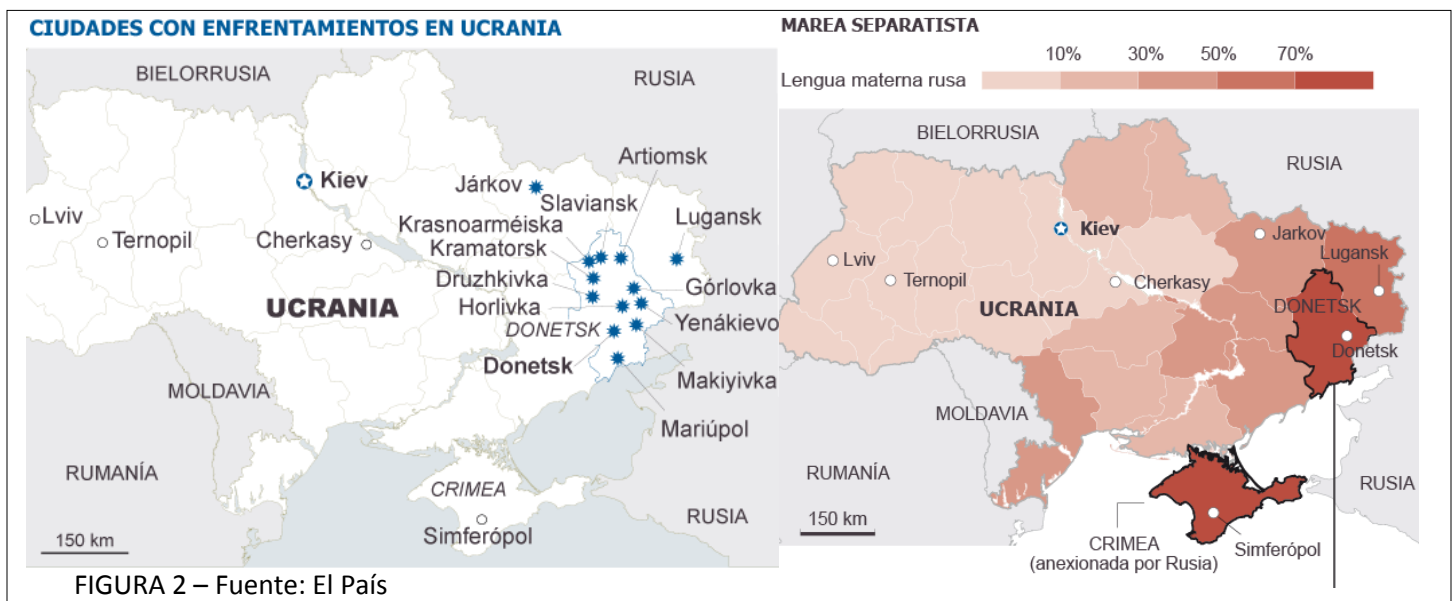 CIUDADES CON ENFRENTAMIENTOS EN UCRANIA
BIELORRUSIA
RUSIA
Artiomsk
Kiev
Járkov
Slaviansk
Lviv
Krasnoarméiska
Lugansk
Ternopil
Cherkasy
Kramatorsk
Druzhkivka
Górlovka
UCRANIA
Horlivka
DONETSK
Yenákievo
Donetsk
Makiyivka
MOLDAVIA
Mariúpol
RUMANÍA
CRIMEA
RUSIA
Simferópol
150 km
FIGURA 2 – Fuente: El País
MAREA SEPARATISTA
10% 30% 50% 70%
Lengua materna rusa
BIELORRUSIA
RUSIA
Kiev
Jarkov
Lviv
Lugansk
Ternopil
Cherkasy
UCRANIA
DONETSK
Donetsk
MOLDAVIA
RUMANÍA
RUSIA
150 km
CRIMEA
(anexionada por Rusia)
Simferópol